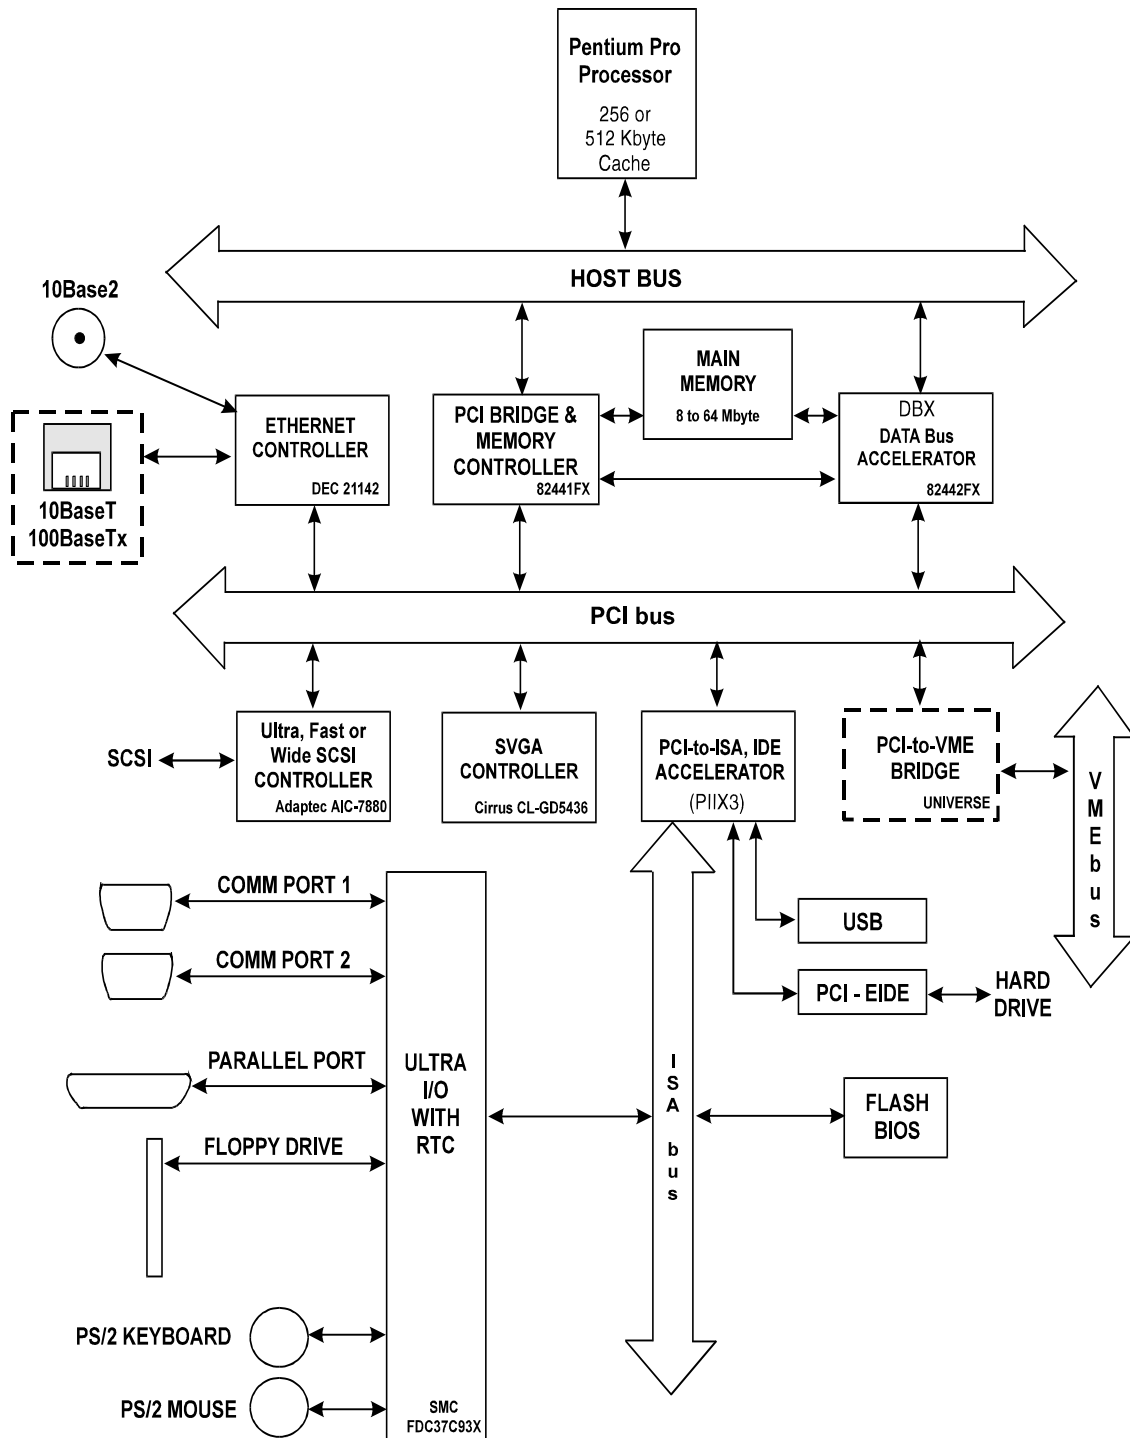 Pentium Pro
Processor
256 or
512 Kbyte
Cache
HOST BUS
10Base2
MAIN
MEMORY
8 to 64 Mbyte
ETHERNET
CONTROLLER
DEC 21142
PCI BRIDGE &
MEMORY
CONTROLLER
82441FX
DBX
DATA Bus
ACCELERATOR
82442FX
10BaseT
100BaseTx
PCI bus
SCSI
Ultra, Fast or
Wide SCSI
CONTROLLER
Adaptec AIC-7880
SVGA
CONTROLLER
Cirrus CL-GD5436
PCI-to-ISA, IDE
ACCELERATOR
(PIIX3)
PCI-to-VME
BRIDGE
UNIVERSE
VMEbus
COMM PORT 1
COMM PORT 2
USB
PCI - EIDE
HARD
DRIVE
PARALLEL PORT
FLOPPY DRIVE
ULTRA
I/O
WITH
RTC
ISA bus
FLASH
BIOS
PS/2 KEYBOARD
PS/2 MOUSE
SMC
FDC37C93X